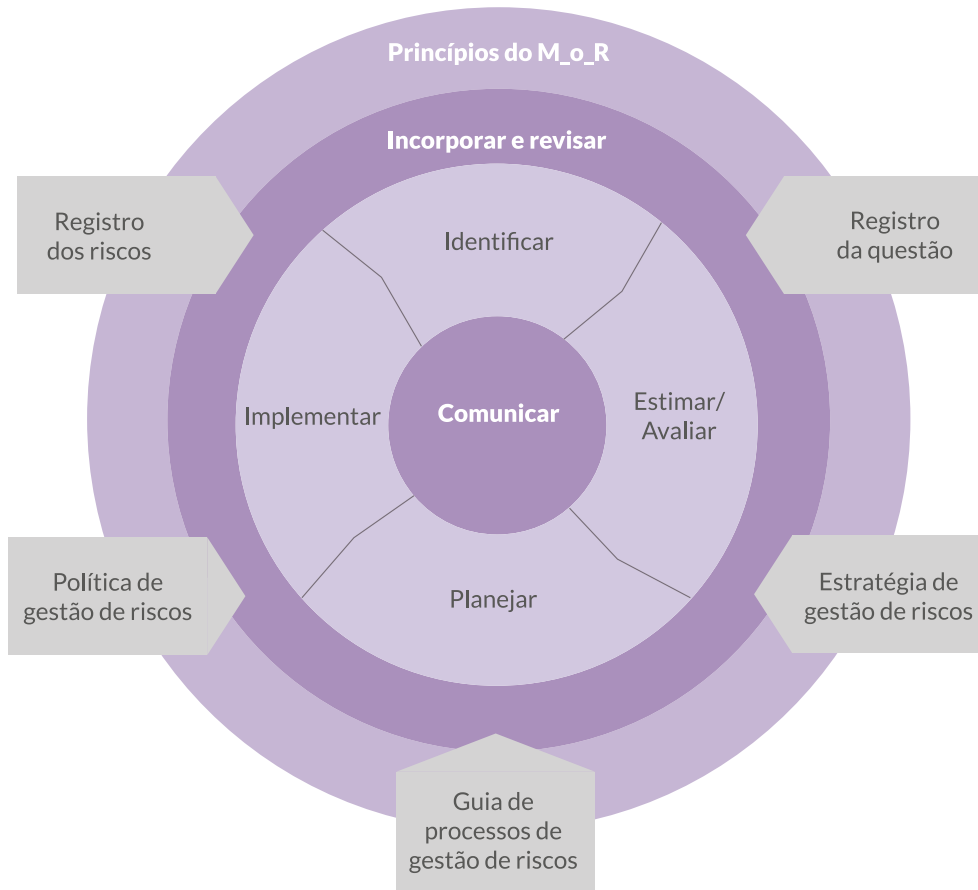 Princípios do M_o_R
Incorporar e revisar
Registro
dos riscos
Identificar
Registro
da questão
Implementar
Comunicar
Estimar/
Avaliar
Política de
gestão de riscos
Planejar
Estratégia de
gestão de riscos
Guia de
processos de
gestão de riscos